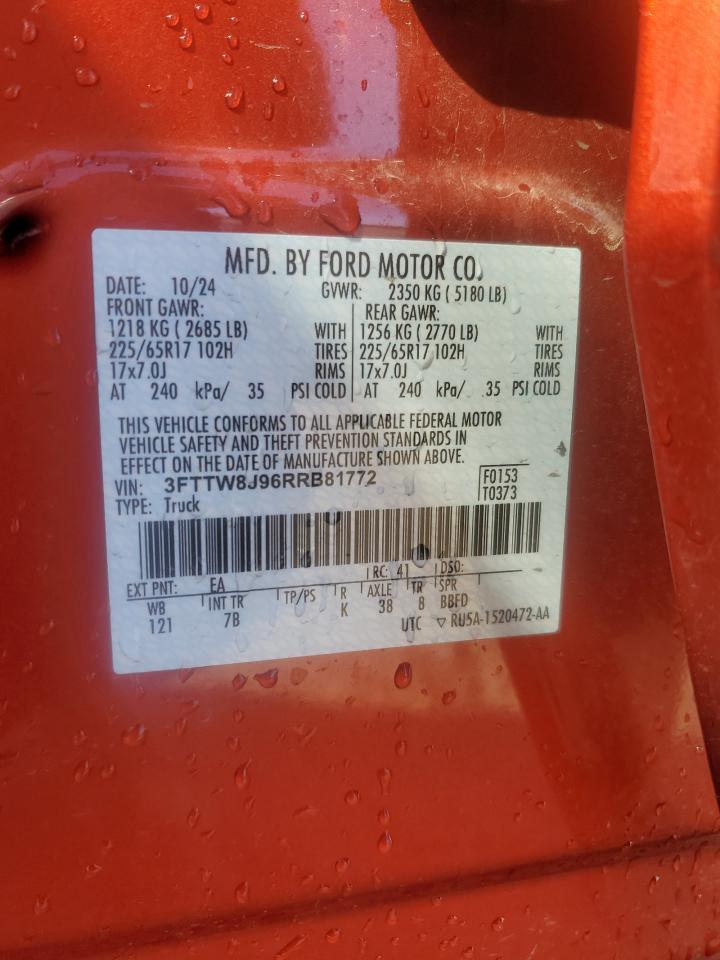 MFD. BY FORD MOTOR CO.
DATE: 10/24 GVWR: 2350 KG ( 5180 LB)
FRONT GAWR: REAR GAWR:
1218 KG ( 2685 LB) WITH 1256 KG ( 2770 LB) WITH
225/65R17 102H TIRES 225/65R17 102H TIRES
17x7.0J RIMS 17x7.0J RIMS
AT 240 kPa/ 35 PSI COLD AT 240 kPa/ 35 PSI COLD
THIS VEHICLE CONFORMS TO ALL APPLICABLE FEDERAL MOTOR
VEHICLE SAFETY AND THEFT PREVENTION STANDARDS IN
EFFECT ON THE DATE OF MANUFACTURE SHOWN ABOVE.
VIN: 3FTTW8J96RRB81772 F0153
TYPE: Truck T0373
EXT PNT: EA RC: 41 DSO:
WB INT TR TP/PS R AXLE TR SPR
121 7B K 38 8 BBFD
UTC ▽ RU5A-1520472-AA